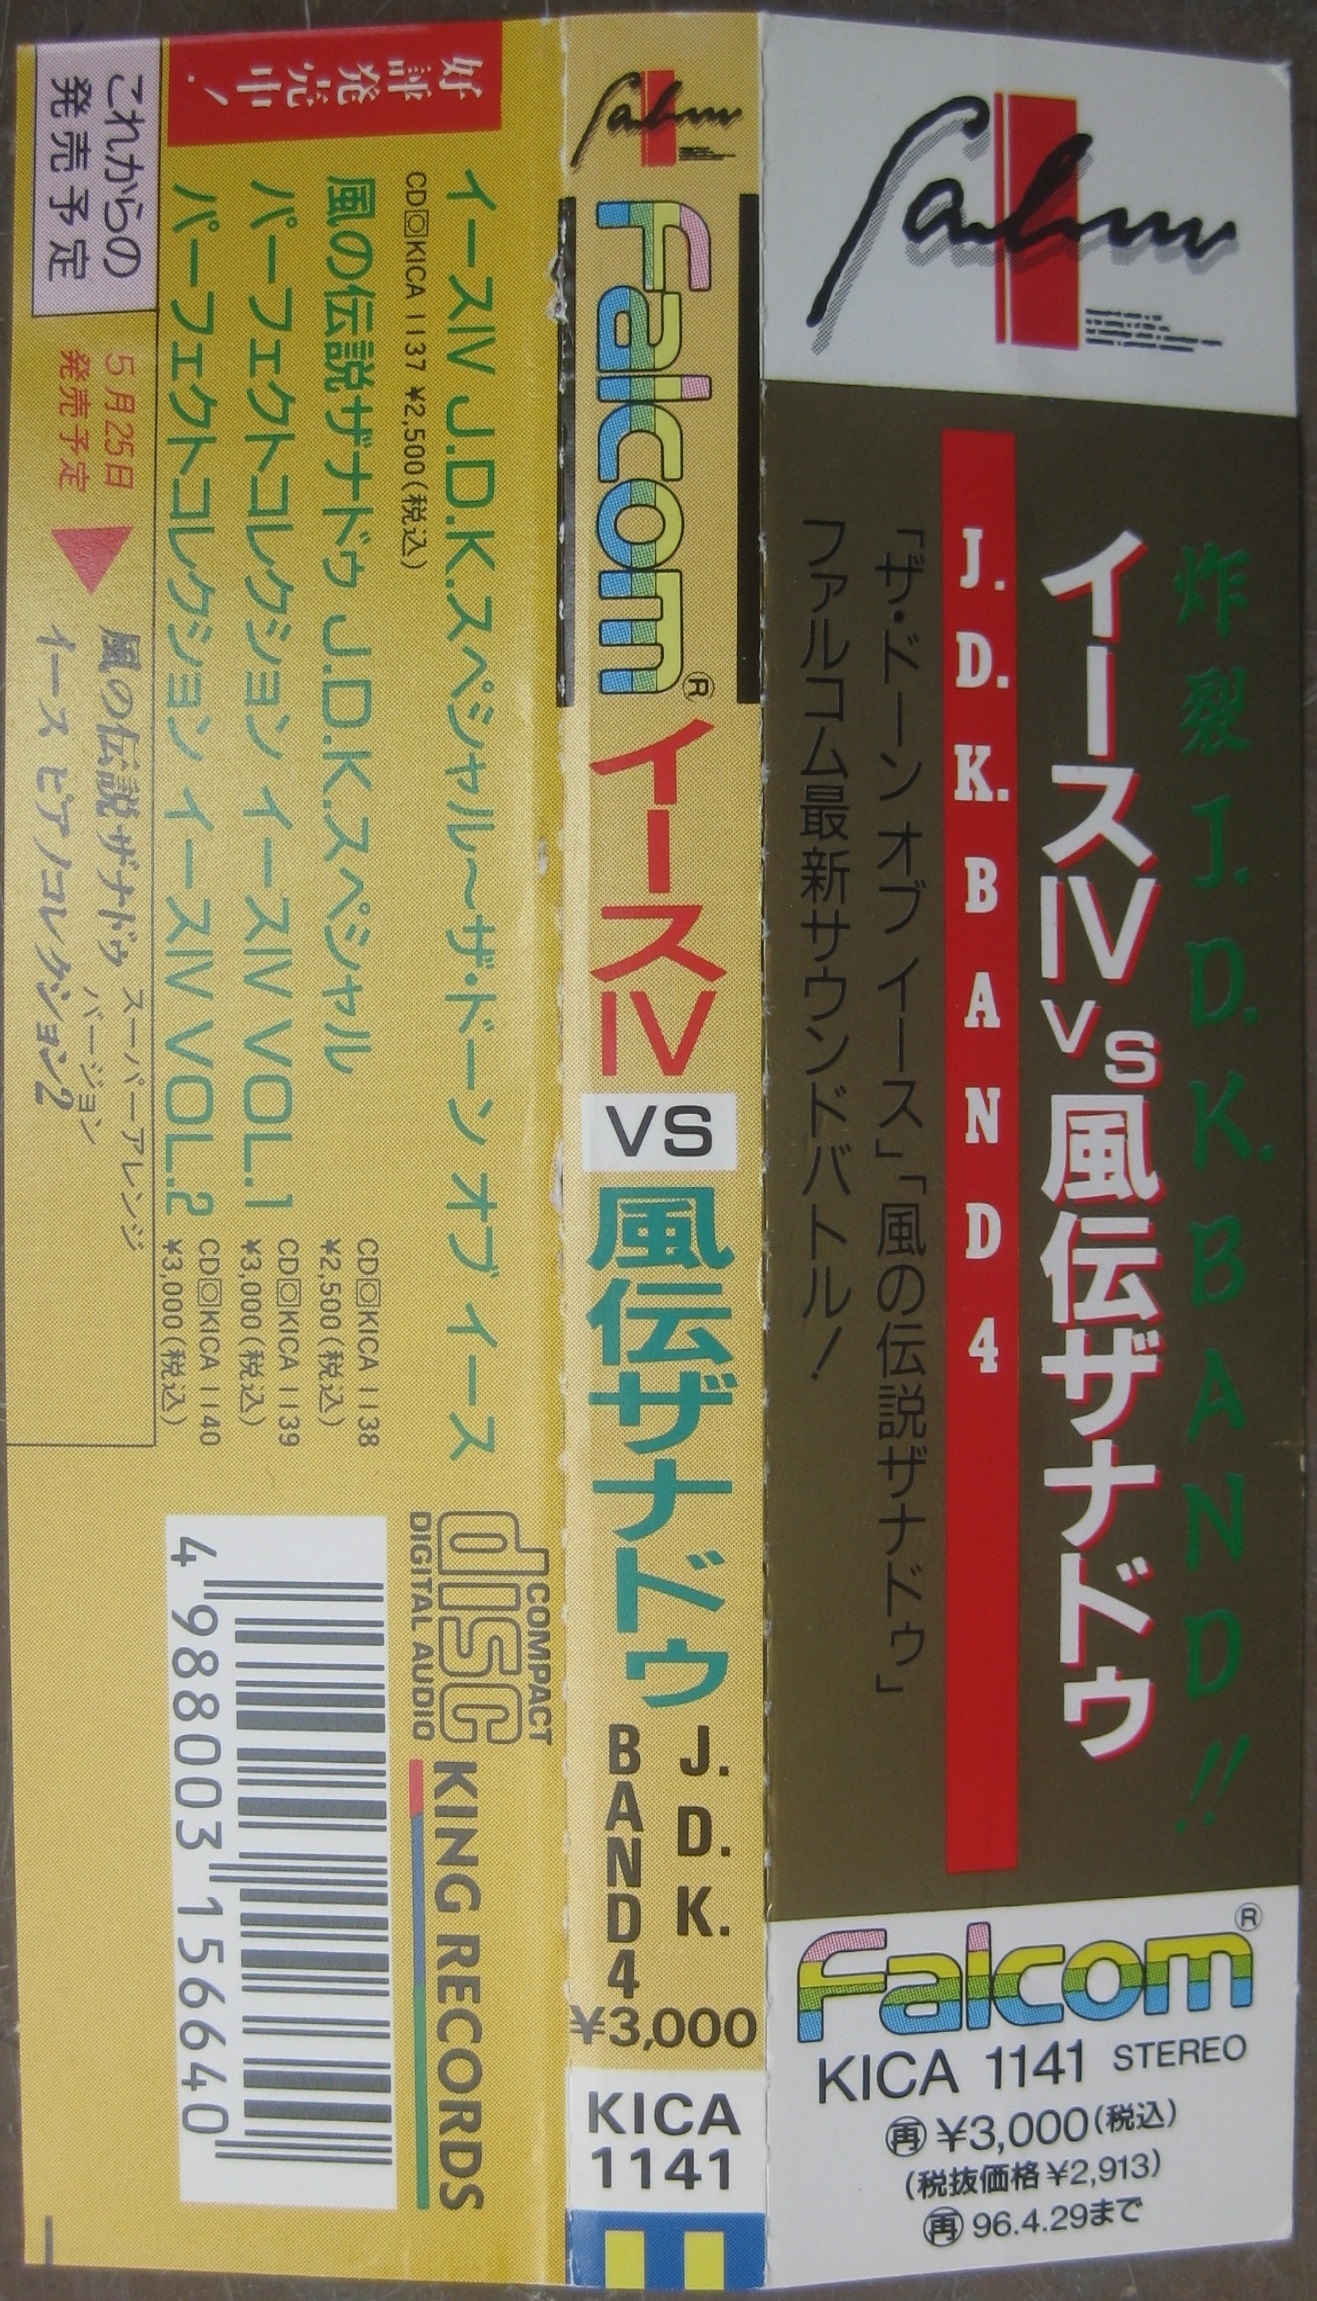 炸裂J.D.K.BAND!!
イースIV VS 風伝ザナドゥ
J.D.K.BAND 4
「ザ・ドーン オブ イース」「風の伝説ザナドゥ」
ファルコム最新サウンドバトル!
Falcom®
KICA 1141 STEREO
再 ¥3,000(税込)
(税抜価格¥2,913)
再 96.4.29まで
Falcom®
イースIV
VS
風伝ザナドゥ
J.D.K.
BAND4
¥3,000
KICA
1141
好評発売中!
イースIV J.D.K.スペシャル〜ザ・ドーン オブ イース
CD KICA 1137 ¥2,500(税込)
風の伝説ザナドゥ J.D.K.スペシャル
CD KICA 1138
¥2,500(税込)
パーフェクトコレクション イースIV VOL.1
CD KICA 1139
¥3,000(税込)
パーフェクトコレクション イースIV VOL.2
CD KICA 1140
¥3,000(税込)
これからの
発売予定
5月25日
発売予定
風の伝説ザナドゥ スーパーアレンジ
バージョン
イース ピアノコレクション2
COMPACT
disc
DIGITAL AUDIO
KING RECORDS
4 988003 156640